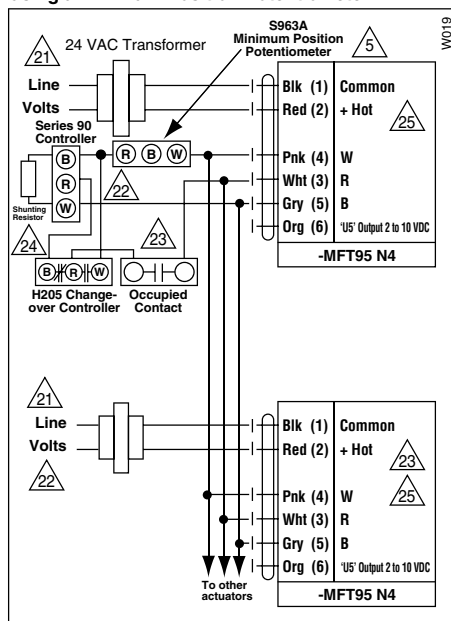 W019
S963A
Minimum Position
Potentiometer
21
24 VAC Transformer
5
Line
Volts
Blk (1) Common
Red (2) + Hot
25
Series 90
Controller
B
R
W
R B W
Pnk (4) W
Wht (3) R
Gry (5) B
Org (6) 'U5' Output 2 to 10 VDC
-MFT95 N4
Shunting
Resistor
22
24
23
B R W
H205 Change-
over Controller
Occupied
Contact
21
Line
Volts
22
Blk (1) Common
Red (2) + Hot
23
25
Pnk (4) W
Wht (3) R
Gry (5) B
Org (6) 'U5' Output 2 to 10 VDC
-MFT95 N4
To other
actuators